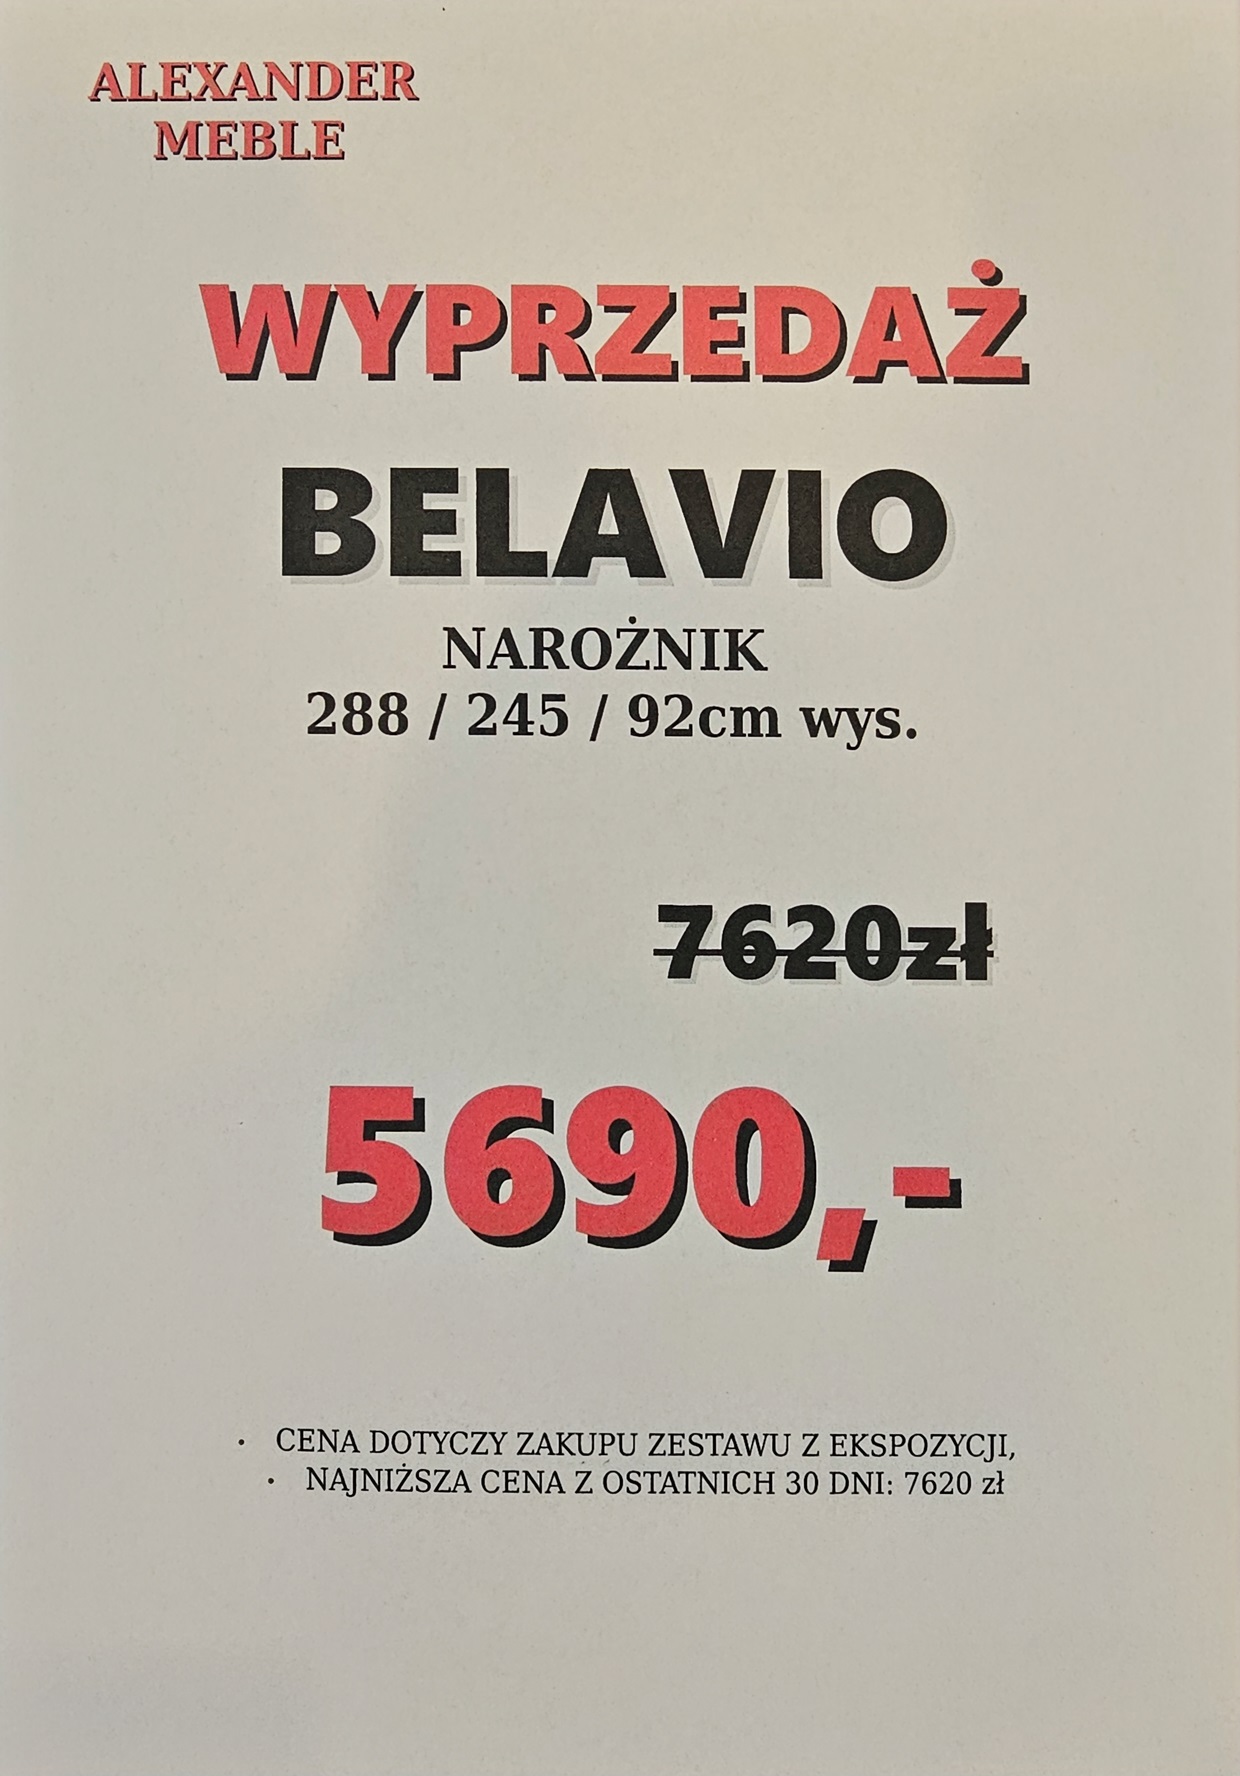 ALEXANDER
MEBLE
WYPRZEDAŻ
BELAVIO
NAROŻNIK
288 / 245 / 92cm wys.
7620zł
5690,-
· CENA DOTYCZY ZAKUPU ZESTAWU Z EKSPOZYCJI,
· NAJNIŻSZA CENA Z OSTATNICH 30 DNI: 7620 zł